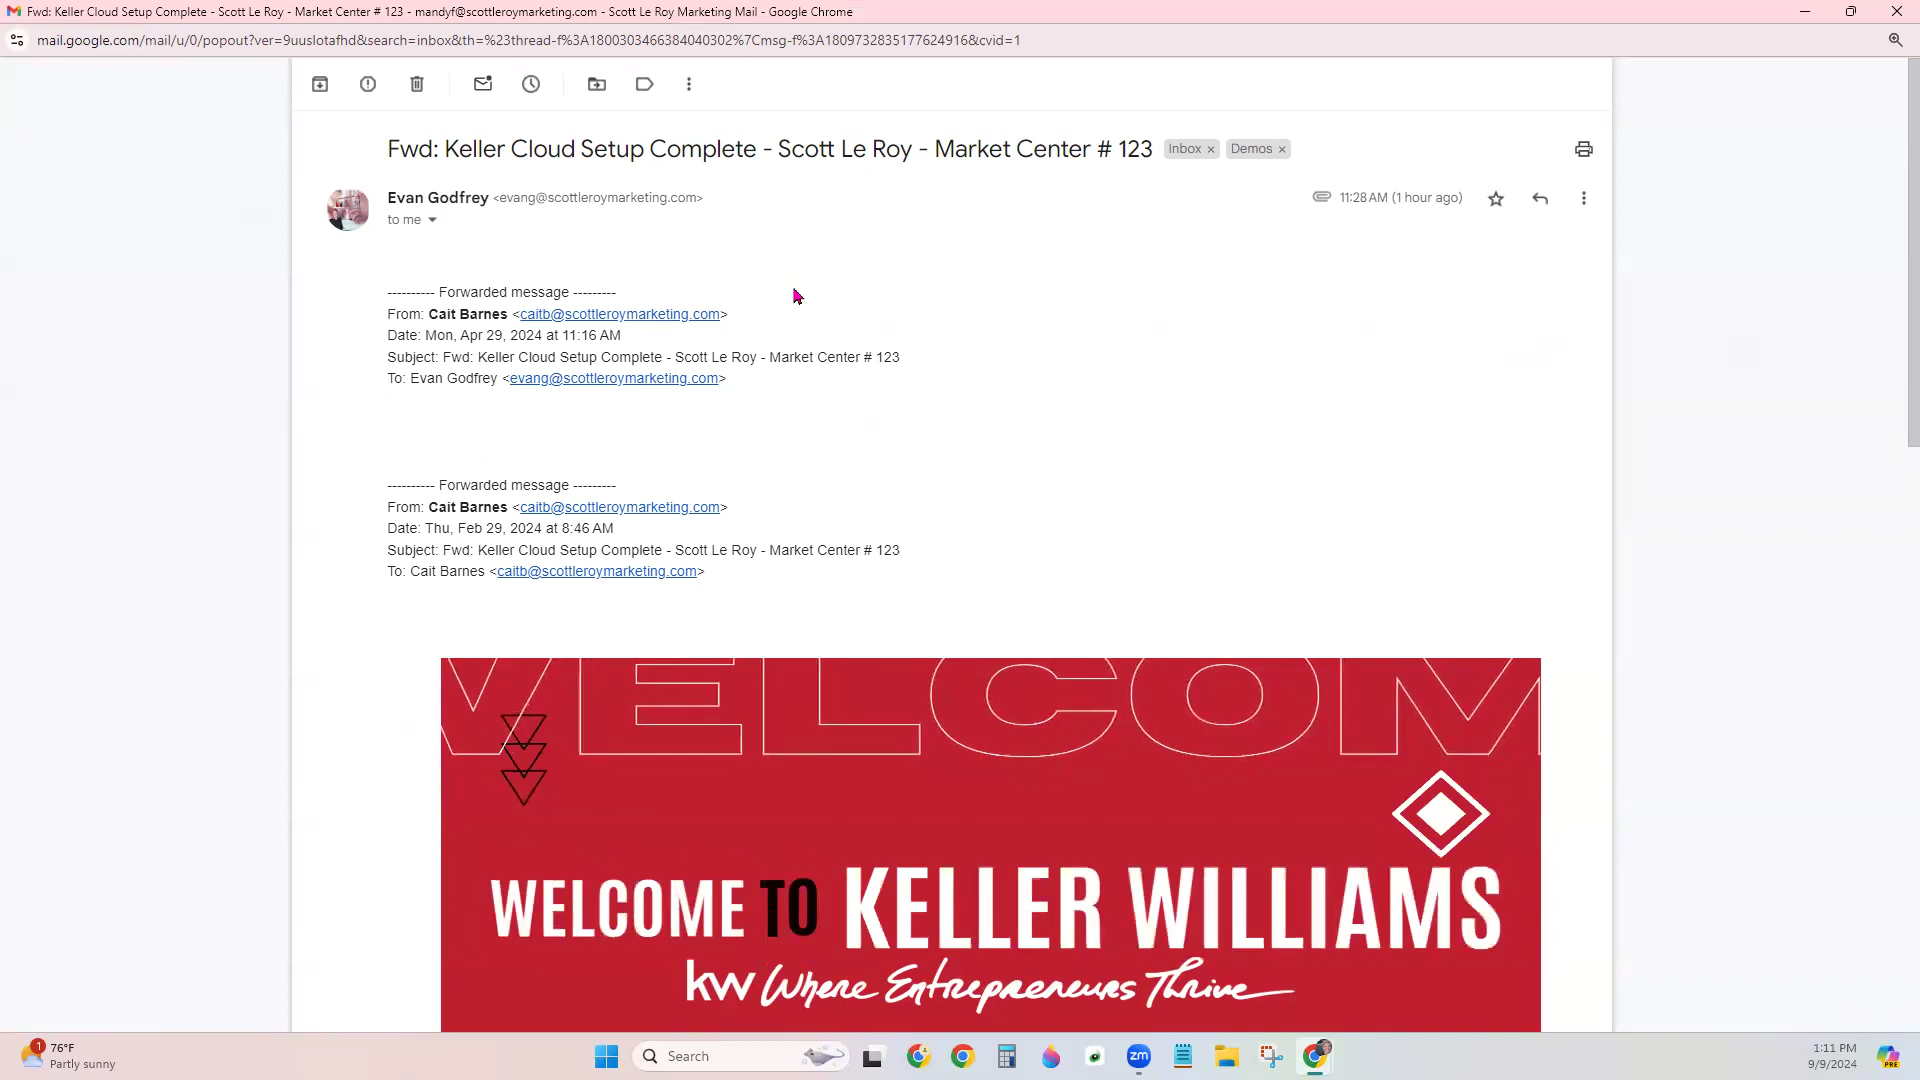 Fwd: Keller Cloud Setup Complete - Scott Le Roy - Market Center # 123 - mandyf@scottleroymarketing.com - Scott Le Roy Marketing Mail - Google Chrome
mail.google.com/mail/u/0/popout?ver=9uuslotafhd&search=inbox&th=%23thread-f%3A1800303466384040302%7Cmsg-f%3A1809732835177624916&cvid=1
Fwd: Keller Cloud Setup Complete - Scott Le Roy - Market Center # 123 Inbox × Demos ×
Evan Godfrey <evang@scottleroymarketing.com> 11:28 AM (1 hour ago)
to me
---------- Forwarded message ---------
From: Cait Barnes <caitb@scottleroymarketing.com>
Date: Mon, Apr 29, 2024 at 11:16 AM
Subject: Fwd: Keller Cloud Setup Complete - Scott Le Roy - Market Center # 123
To: Evan Godfrey <evang@scottleroymarketing.com>
---------- Forwarded message ---------
From: Cait Barnes <caitb@scottleroymarketing.com>
Date: Thu, Feb 29, 2024 at 8:46 AM
Subject: Fwd: Keller Cloud Setup Complete - Scott Le Roy - Market Center # 123
To: Cait Barnes <caitb@scottleroymarketing.com>
WELCOM
WELCOME TO KELLER WILLIAMS
kw Where Entrepreneurs Thrive
1 76°F
Partly sunny
Search
zm
1:11 PM
9/9/2024
PRE